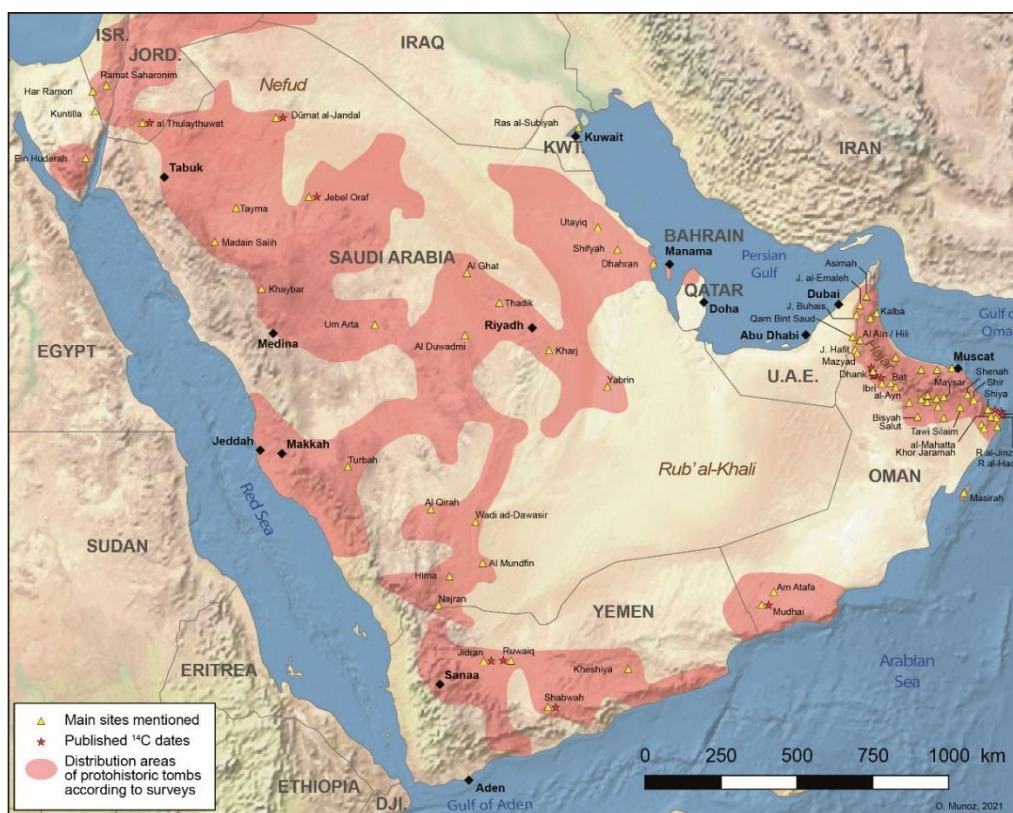 ISR.
JORD.
IRAQ
Ramat Saharonim
Har Ramon
Nefud
Kuntilla
al Thulaythuwat
Dûmat al-Jandal
Ras al-Subiyah
Kuwait
KWT.
IRAN
Ein Huderah
Tabuk
Jebel Oraf
Tayma
Utayiq
Madain Salih
SAUDI ARABIA
Shifyah
BAHRAIN
Manama
Persian
Gulf
Dhahran
Asimah
Al Ghat
J. al-Emaleh
Khaybar
QATAR
Dubai
Thadik
Doha
J. Buhais
Kalba
Um Arta
Riyadh
Qarn Bint Saud
Gulf o
Oma
EGYPT
Medina
Al Duwadmi
Abu Dhabi
Al Ain / Hili
Kharj
J. Hafit
Hajar
Muscat
Mazyad
Shenah
U.A.E.
Dhank
Bat
Maysar
Shir
Yabrin
Ibri
Shiya
al-Ayn
Bisyah
Jeddah
Makkah
Salut
Tawi Silaim
al-Mahatta
R.al-Jinz
Turbah
Rub' al-Khali
Khor Jaramah
R.al-Had
OMAN
Red Sea
Masirah
Al Qirah
Wadi ad-Dawasir
SUDAN
Al Mundfin
Hima
Am Atafa
Najran
YEMEN
Mudhai
Jidran
Ruwaiq
ERITREA
Sanaa
Kheshiya
Arabian
Sea
Shabwah
Main sites mentioned
Published ¹⁴C dates
Distribution areas
of protohistoric tombs
according to surveys
0 250 500 750 1000 km
ETHIOPIA
Aden
DJI.
Gulf of Aden
O. Munoz, 2021